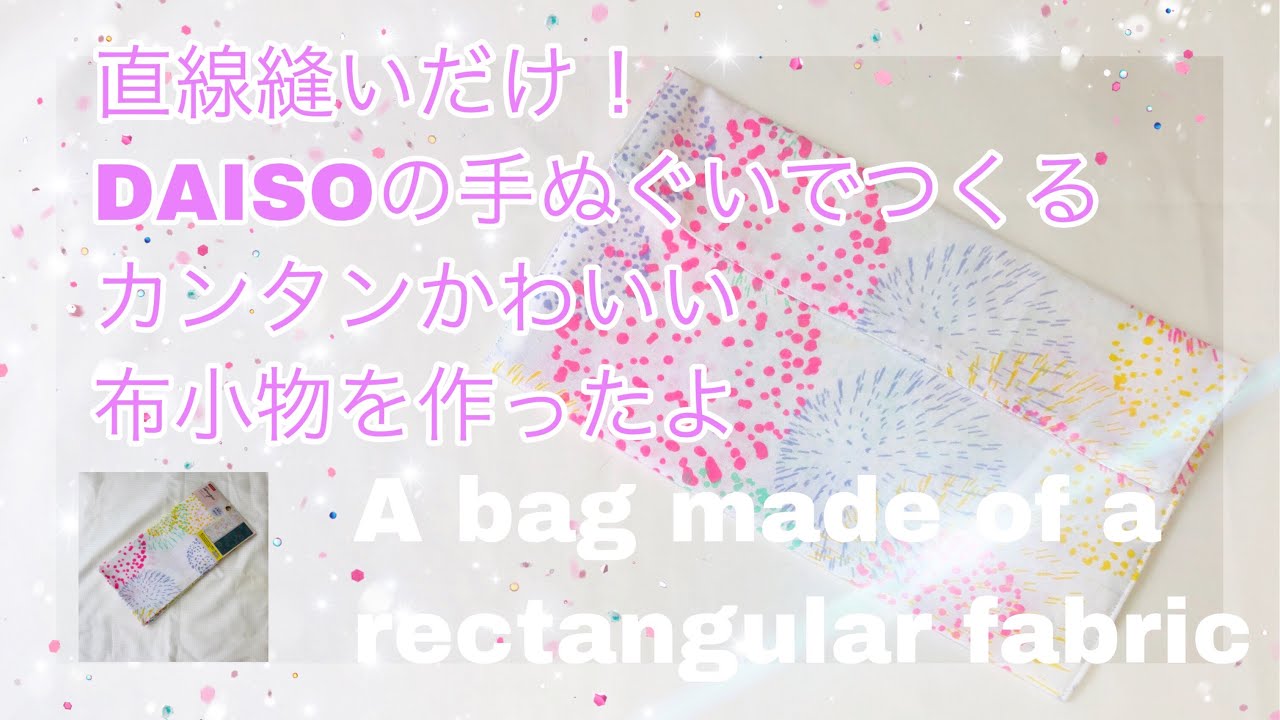 直線縫いだけ！
DAISOの手ぬぐいでつくる
カンタンかわいい
布小物を作ったよ
A bag made of a
rectangular fabric